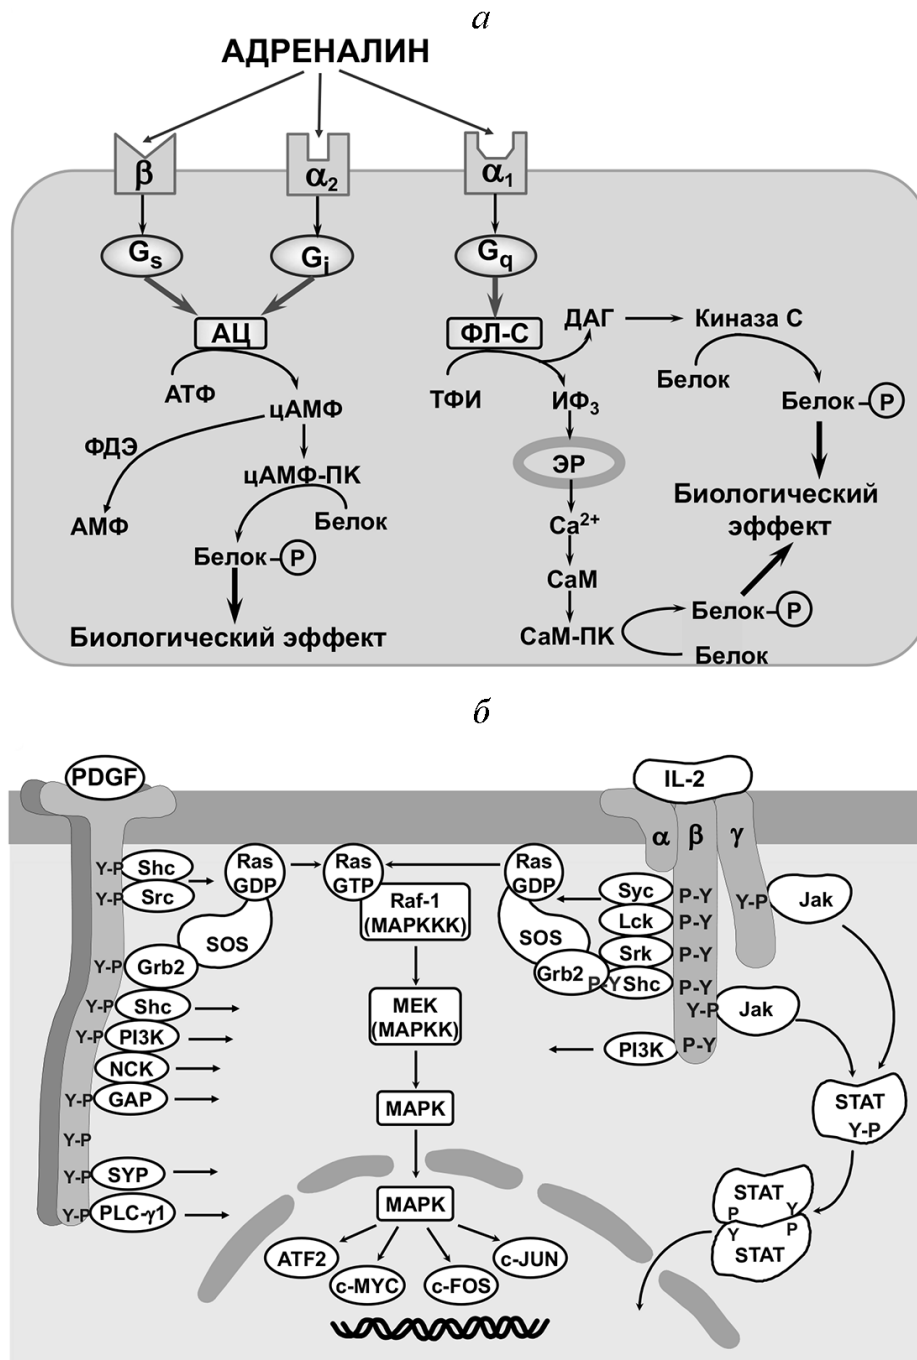 а
АДРЕНАЛИН
β
α2
α1
Gs
Gi
Gq
АЦ
ФЛ-С
ДАГ
Киназа С
АТФ
ТФИ
Белок
цАМФ
ИФ3
Белок
P
ФДЭ
ЭР
цАМФ-ПК
Биологический
эффект
АМФ
Белок
Ca2+
Белок
P
CaM
Белок
P
Биологический эффект
CaM-ПК
Белок
б
PDGF
IL-2
α
β
γ
Y-P
Shc
Ras
GDP
Ras
GTP
Ras
GDP
Y-P
Src
Raf-1
(MAPKKK)
Syc
P-Y
Y-P
Jak
Lck
P-Y
SOS
SOS
Srk
P-Y
Y-P
Grb2
Grb2
P-Y
Shc
P-Y
Y-P
Shc
MEK
(MAPKK)
Y-P
Jak
Y-P
PI3K
PI3K
P-Y
NCK
Y-P
GAP
MAPK
STAT
Y-P
Y-P
Y-P
SYP
Y-P
PLC-γ1
MAPK
STAT
P
Y
Y
P
STAT
ATF2
c-JUN
c-MYC
c-FOS